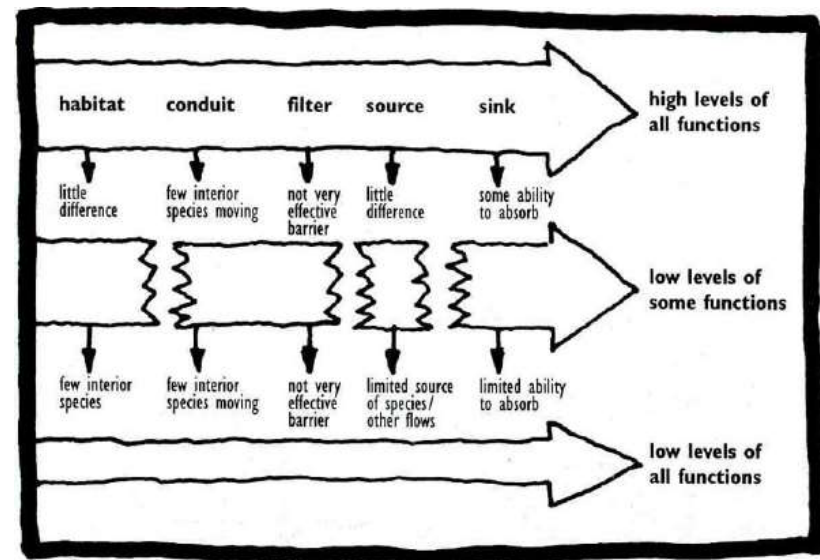 habitat
conduit
filter
source
sink
high levels of
all functions
little
difference
few interior
species moving
not very
effective
barrier
little
difference
some ability
to absorb
low levels of
some functions
few interior
species
few interior
species moving
not very
effective
barrier
limited source
of species/
other flows
limited ability
to absorb
low levels of
all functions